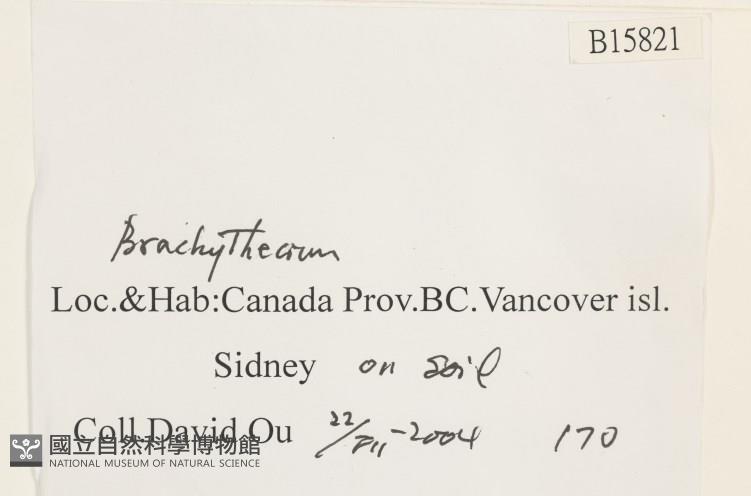 B15821
Brachythecium
Loc.&Hab:Canada Prov.BC.Vancover isl.
Sidney on soil
Coll.David Ou 22/VII-2004 170
國立自然科學博物館
NATIONAL MUSEUM OF NATURAL SCIENCE